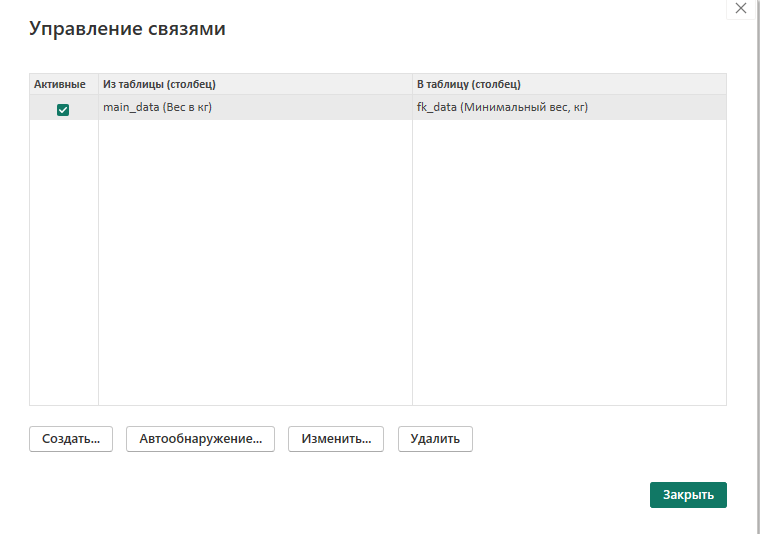 Управление связями
Активные Из таблицы (столбец) В таблицу (столбец)
main_data (Вес в кг) fk_data (Минимальный вес, кг)
Создать... Автообнаружение... Изменить... Удалить
Закрыть